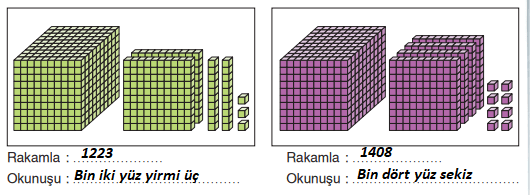 Rakamla : 1223
Okunuşu : Bin iki yüz yirmi üç
Rakamla : 1408
Okunuşu : Bin dört yüz sekiz